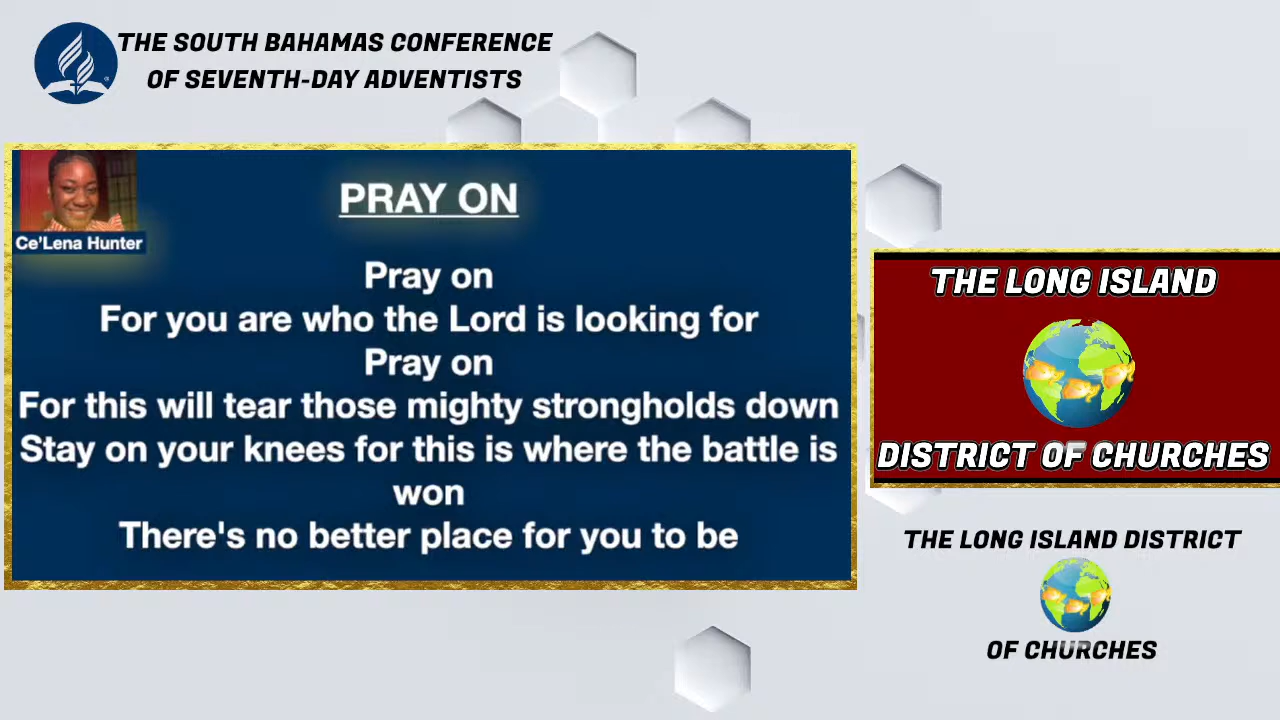 THE SOUTH BAHAMAS CONFERENCE
OF SEVENTH-DAY ADVENTISTS
Ce'Lena Hunter
PRAY ON
Pray on
For you are who the Lord is looking for
Pray on
For this will tear those mighty strongholds down
Stay on your knees for this is where the battle is
won
There's no better place for you to be
THE LONG ISLAND
DISTRICT OF CHURCHES
THE LONG ISLAND DISTRICT
OF CHURCHES